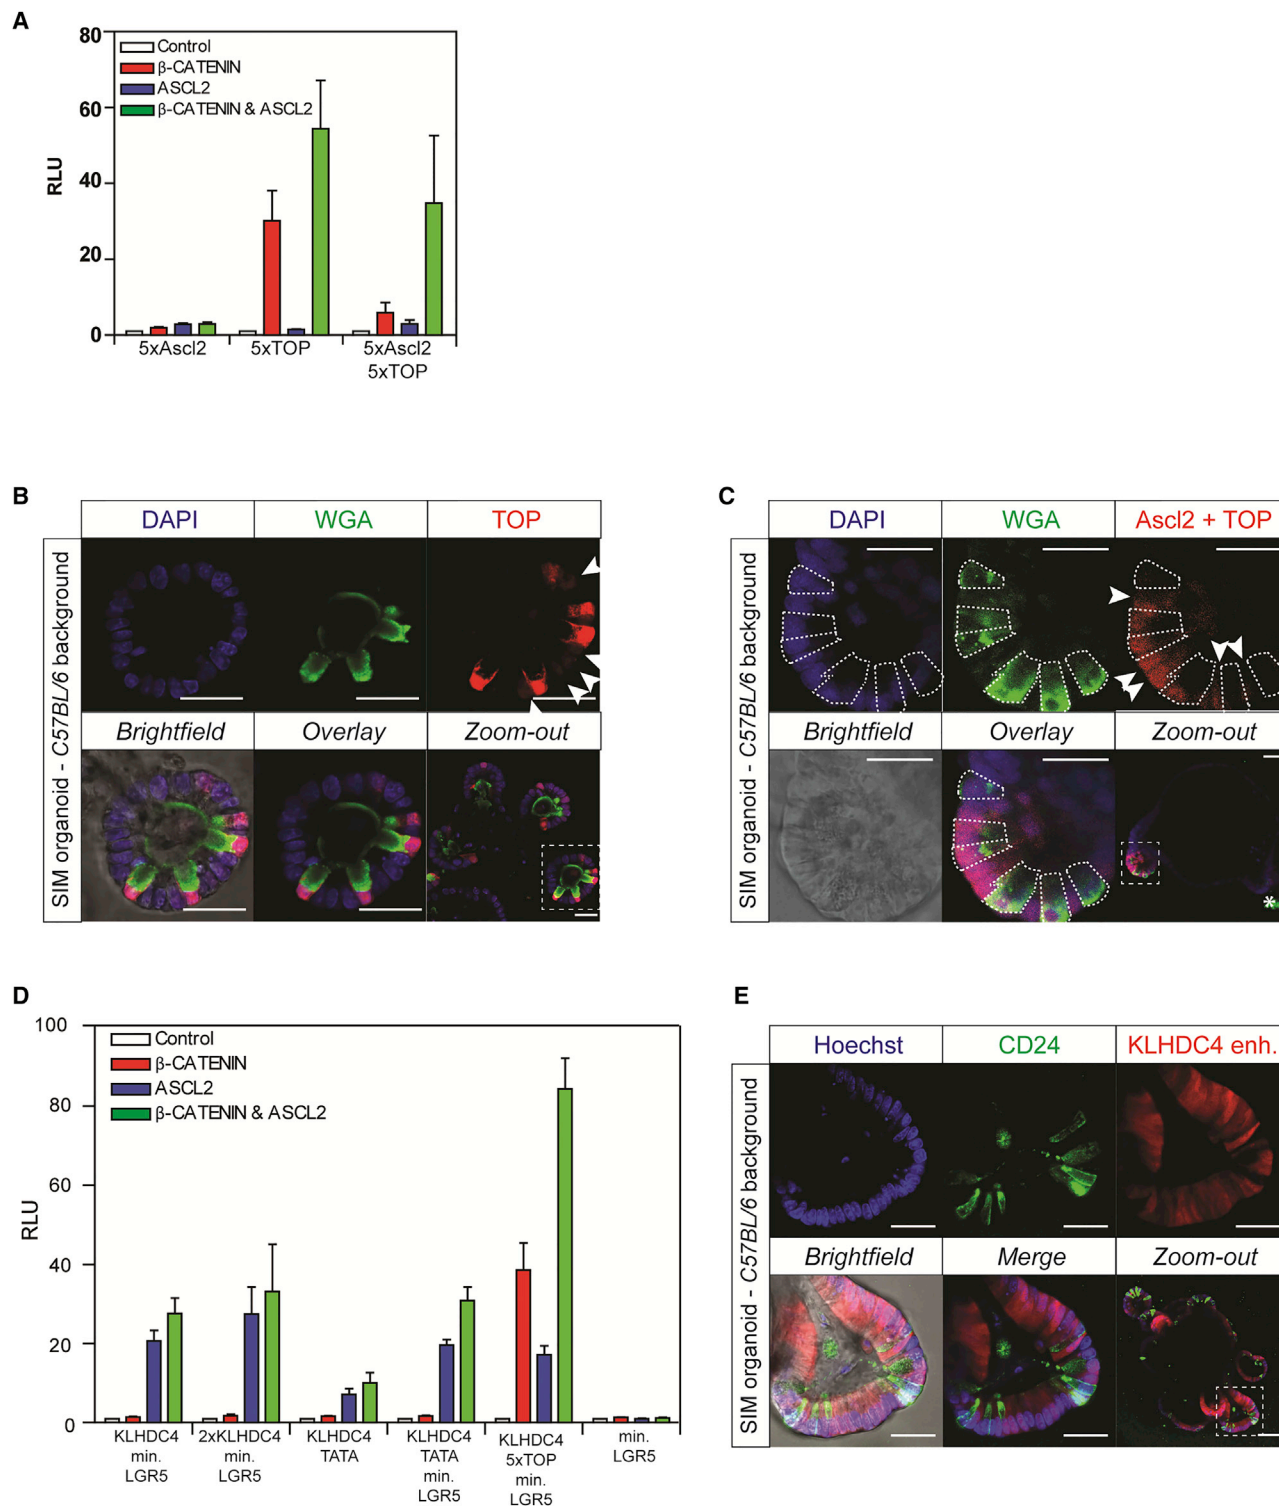 A
80
60
40
20
0
RLU
Control
β-CATENIN
ASCL2
β-CATENIN & ASCL2
5xAscl2
5xTOP
5xAscl2
5xTOP
B
SIM organoid - C57BL/6 background
DAPI
WGA
TOP
Brightfield
Overlay
Zoom-out
C
SIM organoid - C57BL/6 background
DAPI
WGA
Ascl2 + TOP
Brightfield
Overlay
Zoom-out
*
D
100
80
60
40
20
0
RLU
Control
β-CATENIN
ASCL2
β-CATENIN & ASCL2
KLHDC4
min.
LGR5
2xKLHDC4
min.
LGR5
KLHDC4
TATA
KLHDC4
TATA
min.
LGR5
KLHDC4
5xTOP
min.
LGR5
min.
LGR5
E
SIM organoid - C57BL/6 background
Hoechst
CD24
KLHDC4 enh.
Brightfield
Merge
Zoom-out